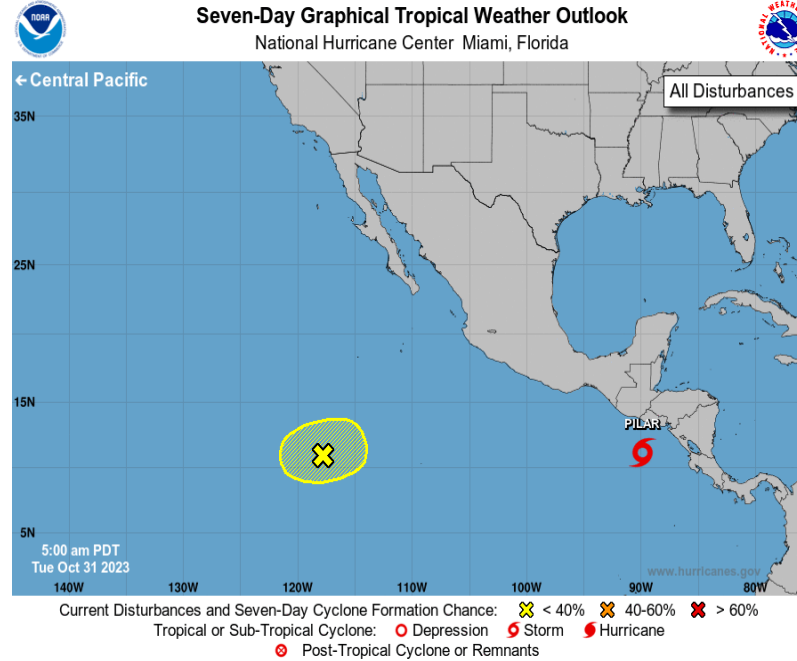 Seven-Day Graphical Tropical Weather Outlook
National Hurricane Center Miami, Florida
NOAA
Central Pacific
All Disturbances
35N
25N
15N
PILAR
5N
5:00 am PDT
Tue Oct 31 2023
www.hurricanes.gov
140W 130W 120W 110W 100W 90W 80W
Current Disturbances and Seven-Day Cyclone Formation Chance: < 40% 40-60% > 60%
Tropical or Sub-Tropical Cyclone: Depression Storm Hurricane
Post-Tropical Cyclone or Remnants